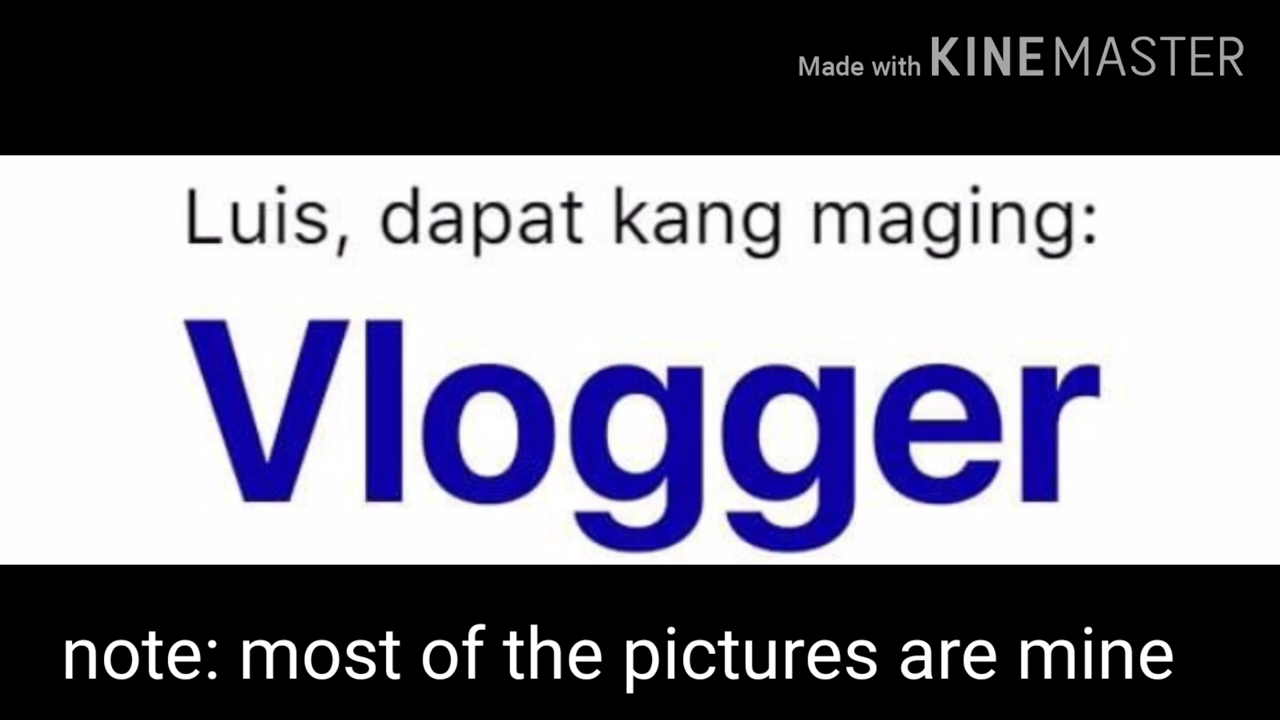 Made with KINEMASTER
Luis, dapat kang maging:
Vlogger
note: most of the pictures are mine